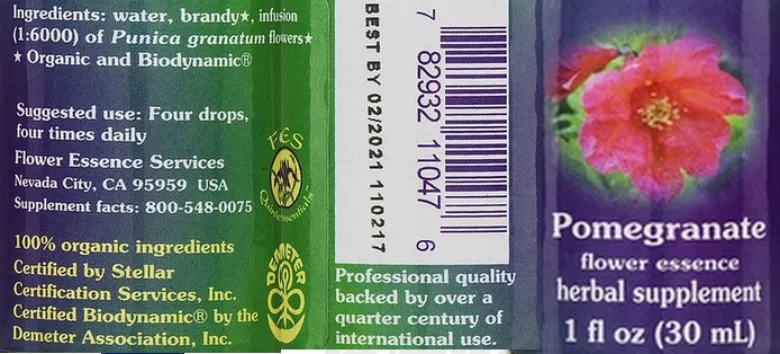 Ingredients: water, brandy★, infusion
(1:6000) of Punica granatum flowers★
★ Organic and Biodynamic®
Suggested use: Four drops,
four times daily
Flower Essence Services
Nevada City, CA 95959 USA
Supplement facts: 800-548-0075
FES
Quintessentials
100% organic ingredients
Certified by Stellar
Certification Services, Inc.
Certified Biodynamic® by the
Demeter Association, Inc.
DEMETER
BEST BY 02/2021 110217
7 82932 11047 6
Professional quality
backed by over a
quarter century of
international use.
Pomegranate
flower essence
herbal supplement
1 fl oz (30 mL)